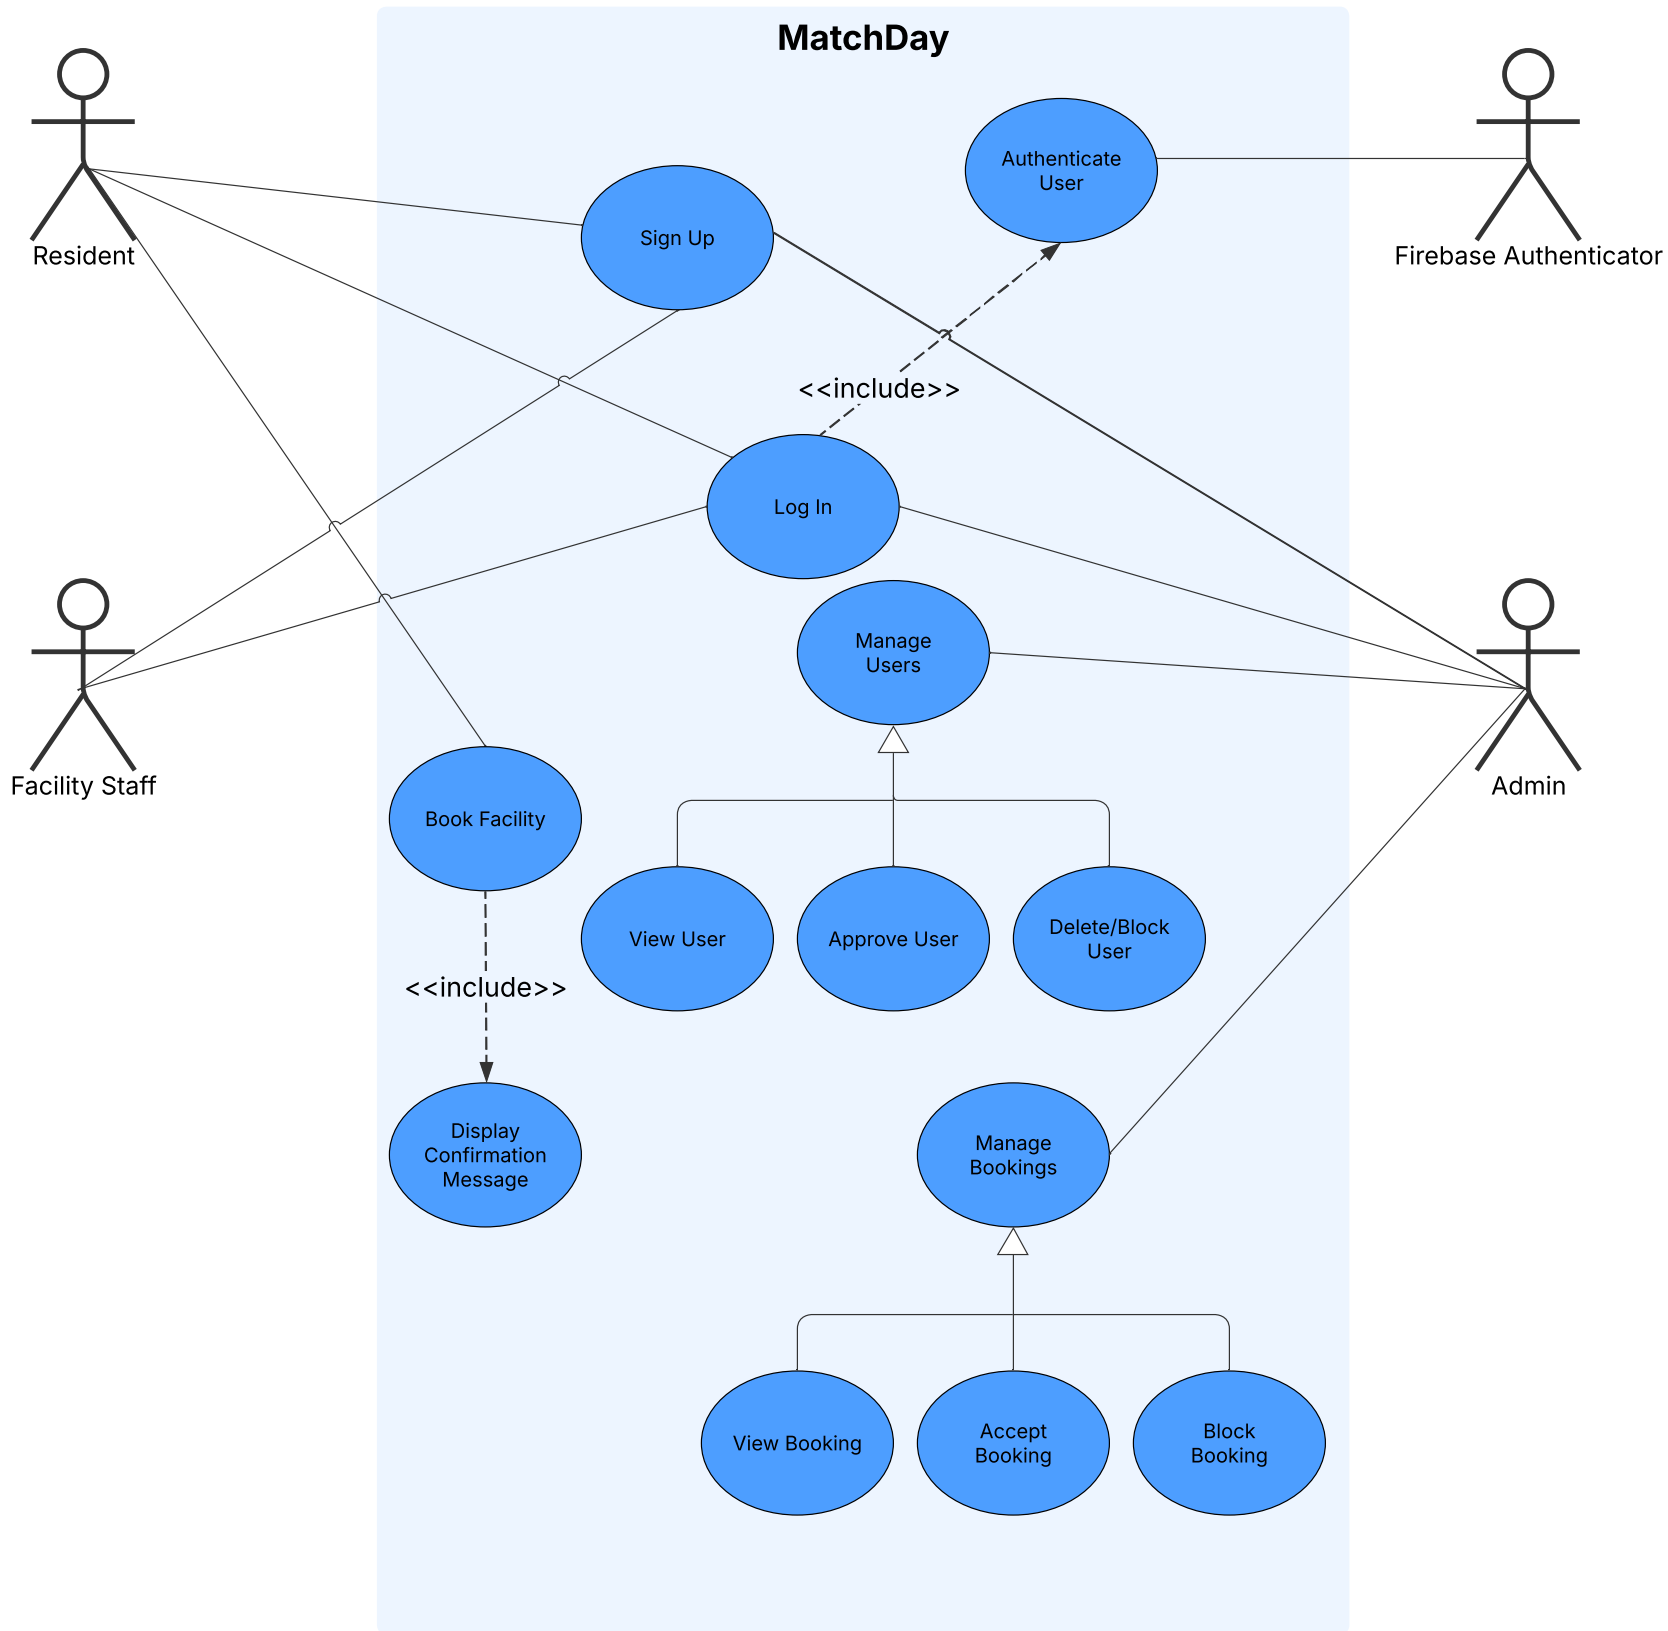 MatchDay
Resident
Firebase Authenticator
Authenticate
User
Sign Up
<<include>>
Log In
Manage
Users
Facility Staff
Admin
Book Facility
View User
Approve User
Delete/Block
User
<<include>>
Display
Confirmation
Message
Manage
Bookings
View Booking
Accept
Booking
Block
Booking